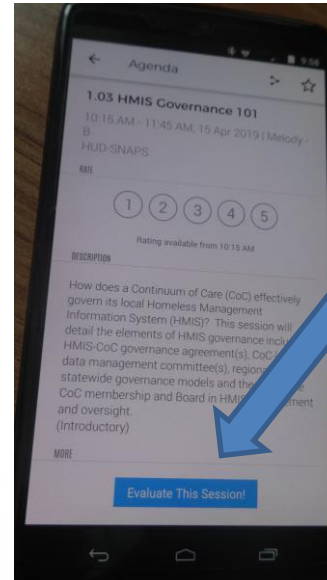 9:58
Agenda
1.03 HMIS Governance 101
10:15 AM - 11:45 AM, 15 Apr 2019 | Melody -
B
HUD-SNAPS
RATE
1 2 3 4 5
Rating available from 10:15 AM
DESCRIPTION
How does a Continuum of Care (CoC) effectively
govern its local Homeless Management
Information System (HMIS)? This session will
detail the elements of HMIS governance
HMIS-CoC governance agreement(s), CoC
data management committee(s),
statewide governance models and the
CoC membership and Board in
and oversight.
(Introductory)
MORE
Evaluate This Session!